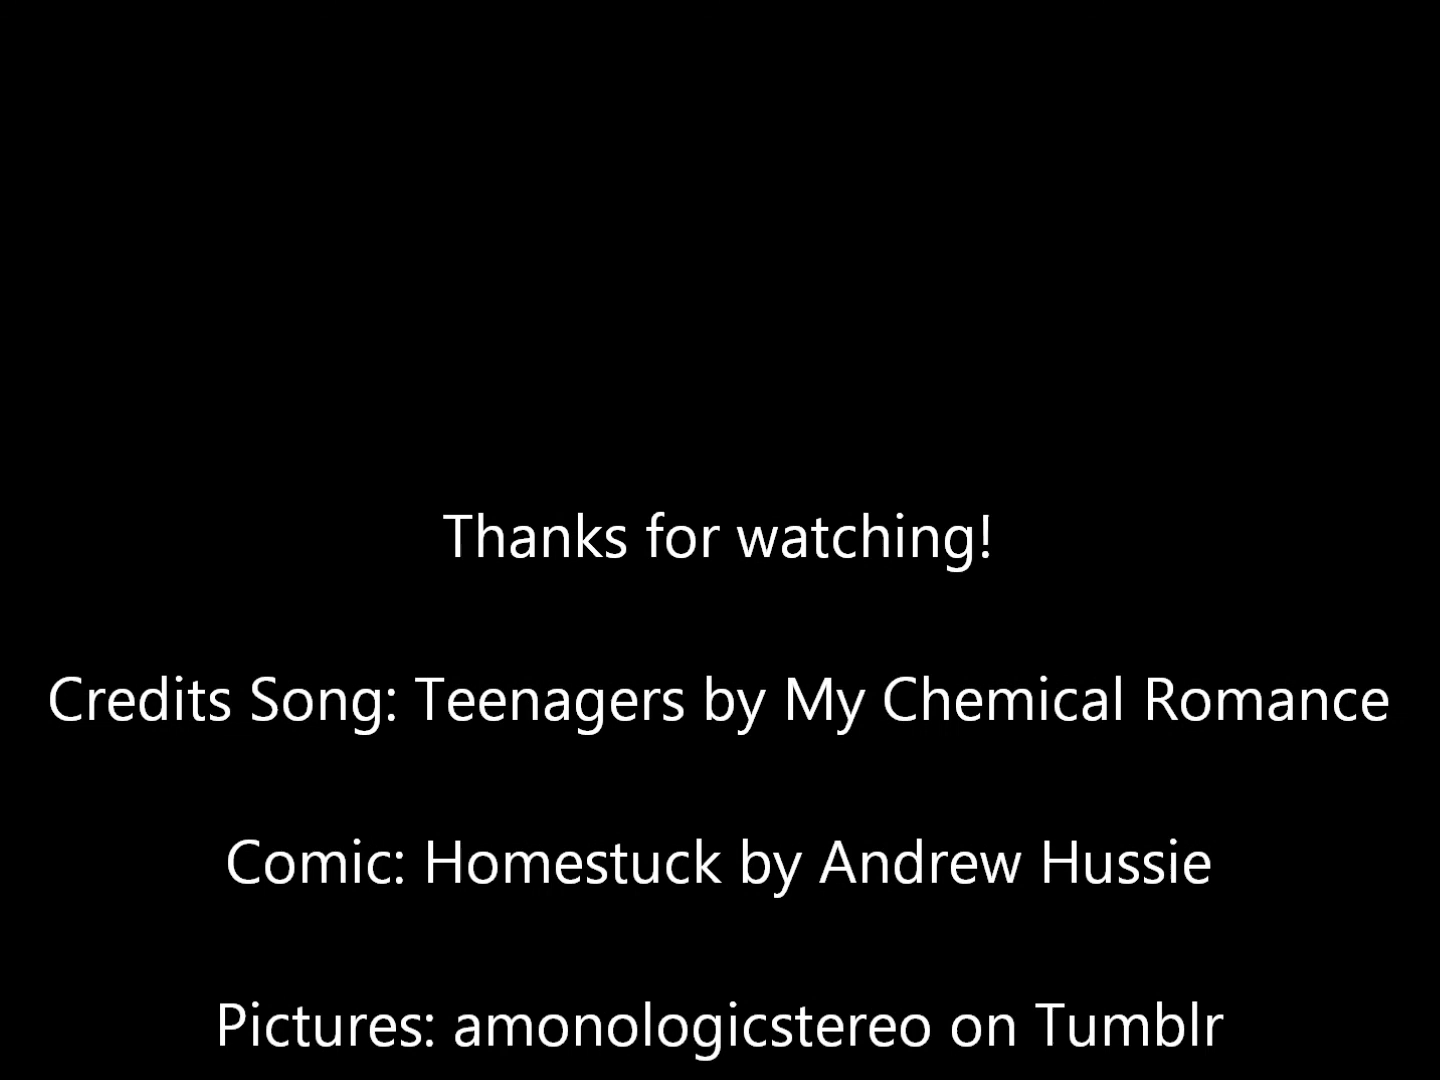 Thanks for watching!
Credits Song: Teenagers by My Chemical Romance
Comic: Homestuck by Andrew Hussie
Pictures: amonologicstereo on Tumblr